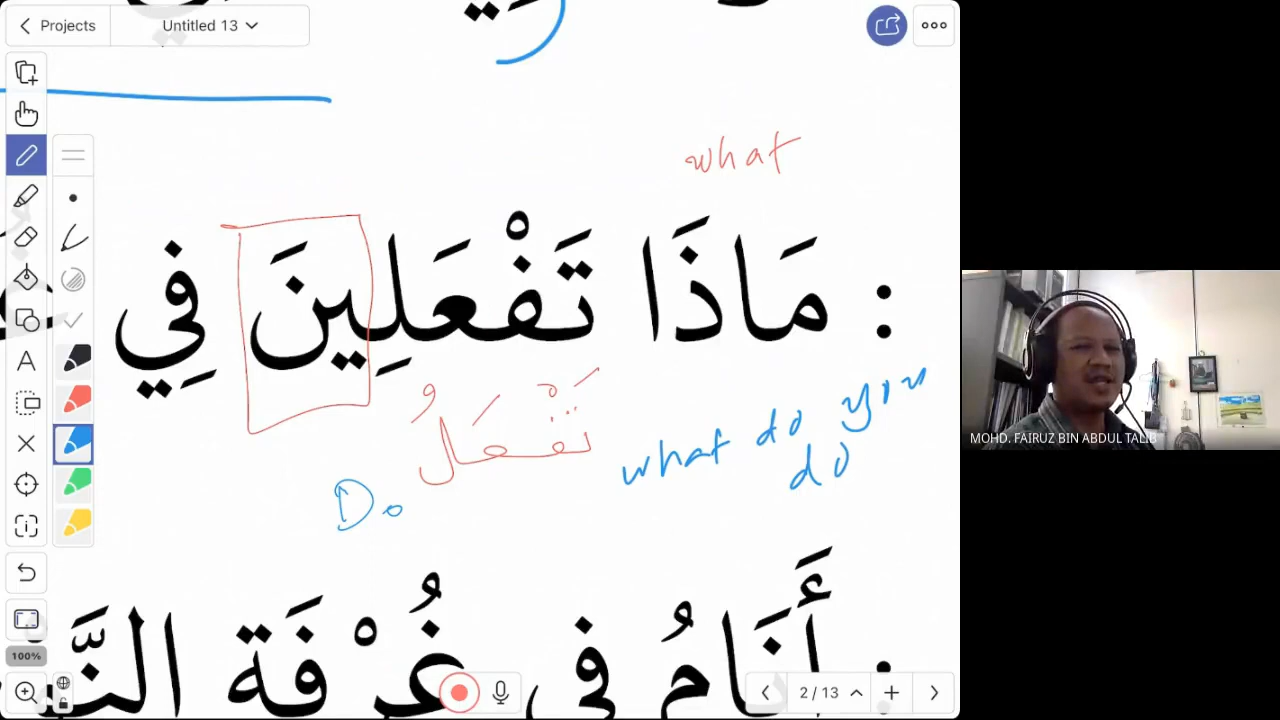 Projects
Untitled 13
what
: مَاذَا تَفْعَلِينَ فِي
تَفْعَلُ
what do you
do
Do
A
: أَنَامُ فِي غُرْفَة
100%
2 / 13
MOHD. FAIRUZ BIN ABDUL TALIB